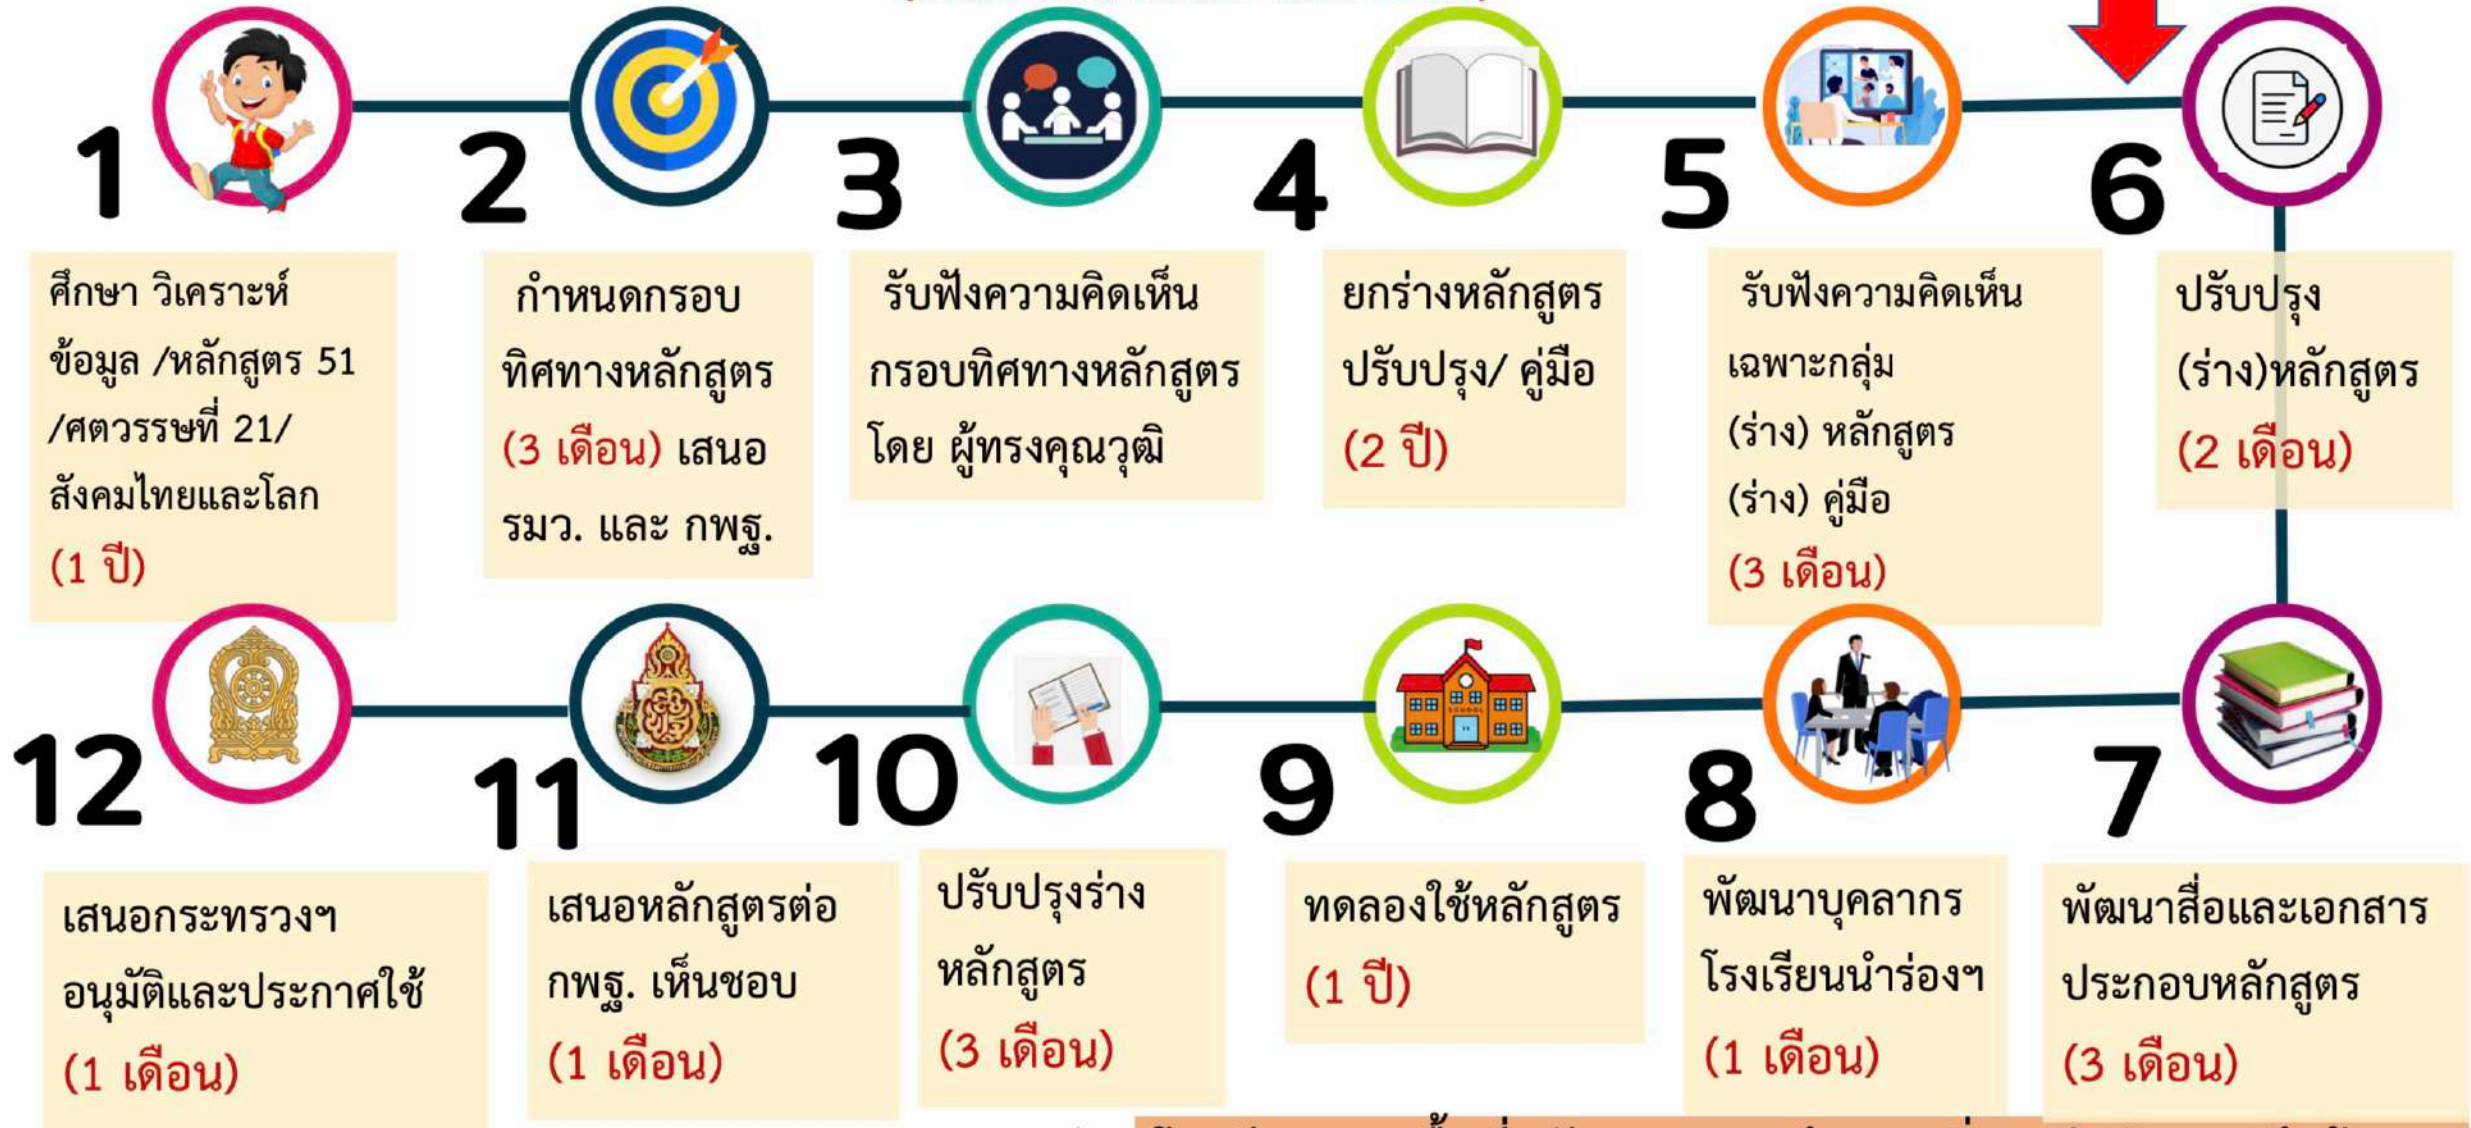 1
ศึกษา วิเคราะห์
ข้อมูล /หลักสูตร 51
/ศตวรรษที่ 21/
สังคมไทยและโลก
(1 ปี)
2
กำหนดกรอบ
ทิศทางหลักสูตร
(3 เดือน) เสนอ
รมว. และ กพฐ.
3
รับฟังความคิดเห็น
กรอบทิศทางหลักสูตร
โดย ผู้ทรงคุณวุฒิ
4
ยกร่างหลักสูตร
ปรับปรุง/ คู่มือ
(2 ปี)
5
รับฟังความคิดเห็น
เฉพาะกลุ่ม
(ร่าง) หลักสูตร
(ร่าง) คู่มือ
(3 เดือน)
6
ปรับปรุง
(ร่าง)หลักสูตร
(2 เดือน)
7
พัฒนาสื่อและเอกสาร
ประกอบหลักสูตร
(3 เดือน)
8
พัฒนาบุคลากร
โรงเรียนนำร่องฯ
(1 เดือน)
9
SCHOOL
ทดลองใช้หลักสูตร
(1 ปี)
10
ปรับปรุงร่าง
หลักสูตร
(3 เดือน)
11
เสนอหลักสูตรต่อ
กพฐ. เห็นชอบ
(1 เดือน)
12
เสนอกระทรวงฯ
อนุมัติและประกาศใช้
(1 เดือน)